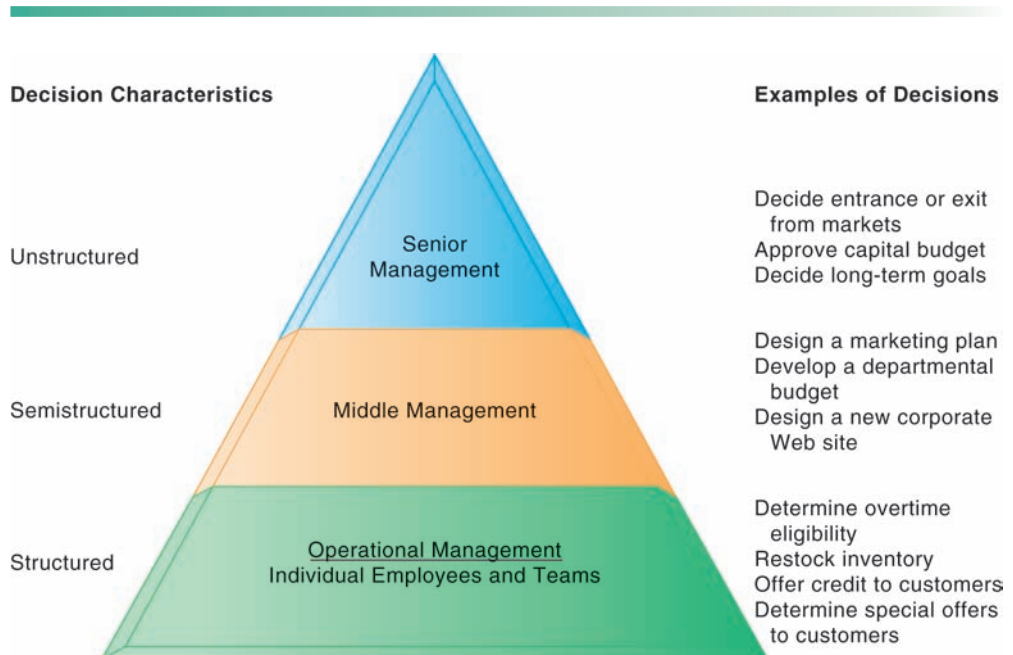 Decision Characteristics
Examples of Decisions
Unstructured
Senior
Management
Decide entrance or exit
from markets
Approve capital budget
Decide long-term goals
Semistructured
Middle Management
Design a marketing plan
Develop a departmental
budget
Design a new corporate
Web site
Structured
Operational Management
Individual Employees and Teams
Determine overtime
eligibility
Restock inventory
Offer credit to customers
Determine special offers
to customers